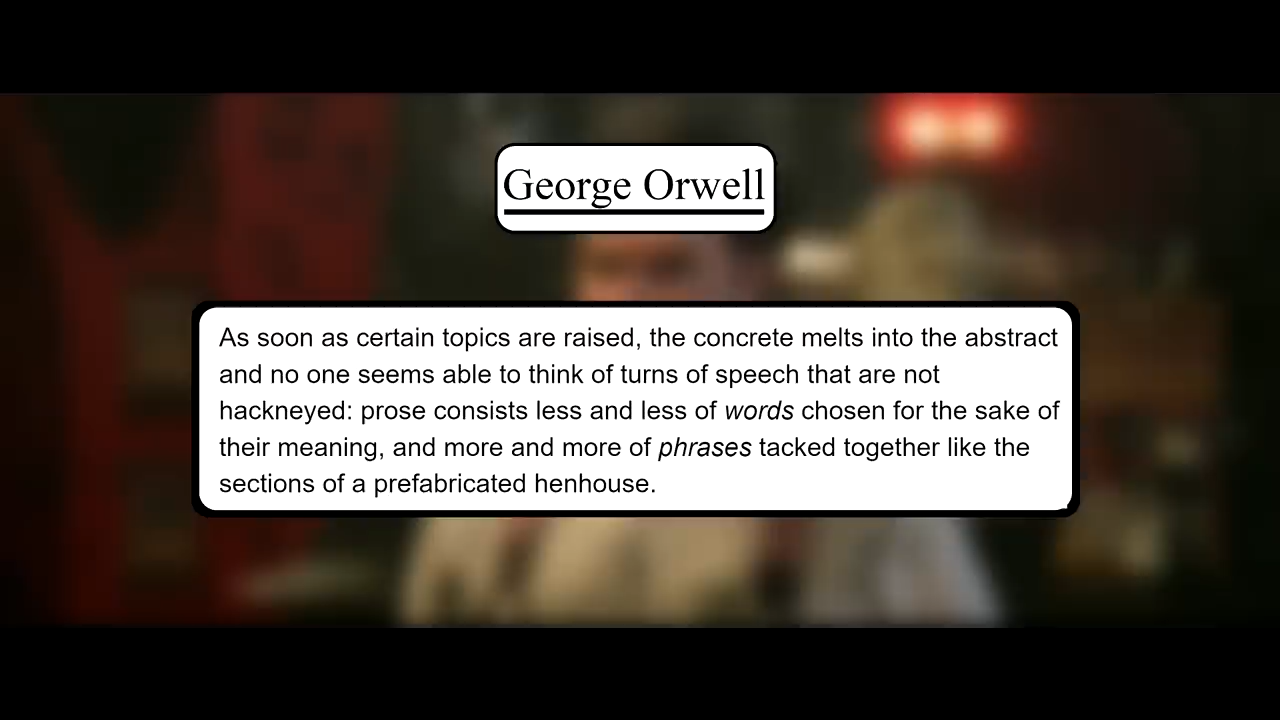 George Orwell
As soon as certain topics are raised, the concrete melts into the abstract
and no one seems able to think of turns of speech that are not
hackneyed: prose consists less and less of words chosen for the sake of
their meaning, and more and more of phrases tacked together like the
sections of a prefabricated henhouse.